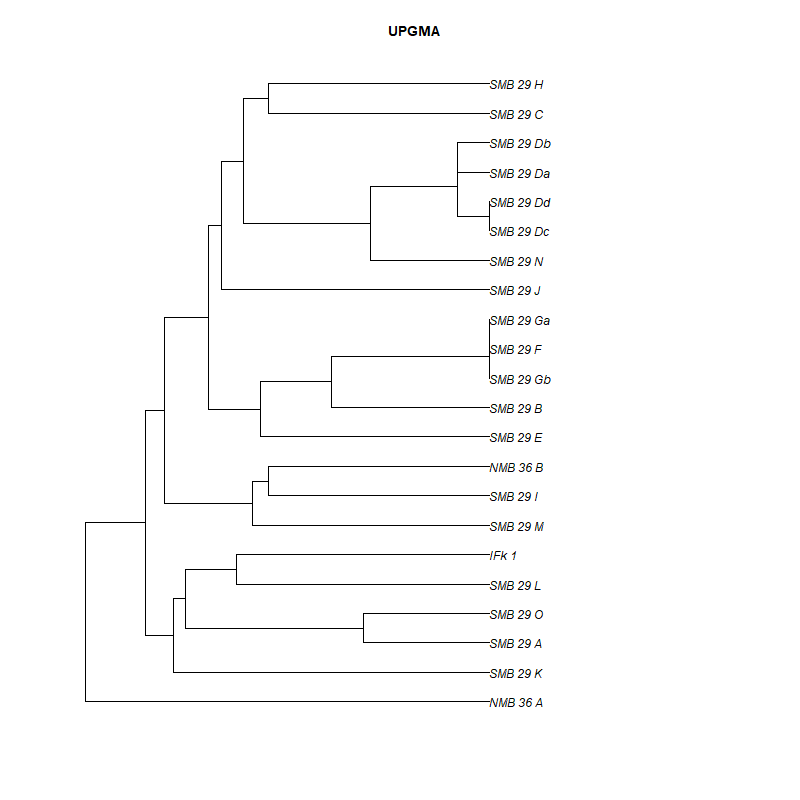 UPGMA
SMB 29 H
SMB 29 C
SMB 29 Db
SMB 29 Da
SMB 29 Dd
SMB 29 Dc
SMB 29 N
SMB 29 J
SMB 29 Ga
SMB 29 F
SMB 29 Gb
SMB 29 B
SMB 29 E
NMB 36 B
SMB 29 I
SMB 29 M
IFk 1
SMB 29 L
SMB 29 O
SMB 29 A
SMB 29 K
NMB 36 A